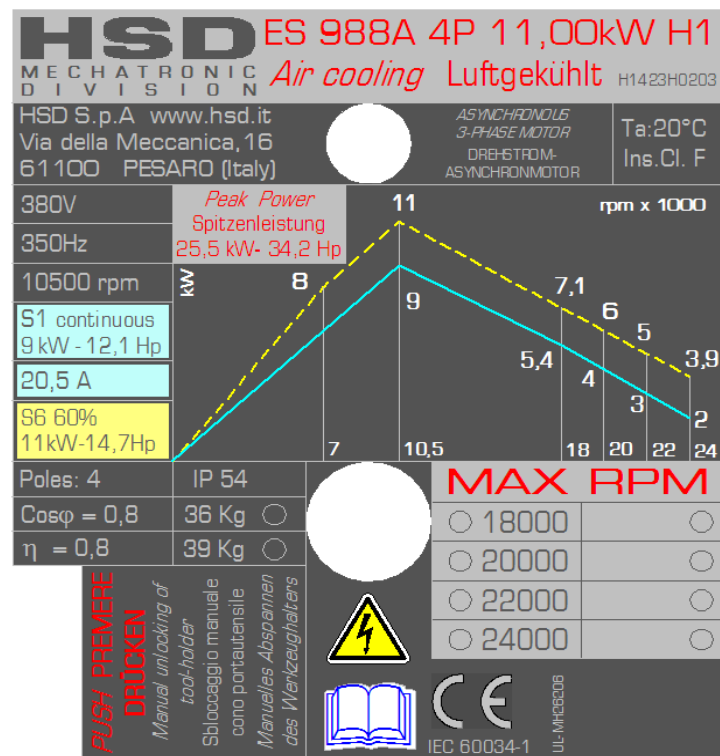 HSD
MECHATRONIC
DIVISION
ES 988A 4P 11,00kW H1
Air cooling Luftgekühlt H1423H0203
HSD S.p.A www.hsd.it
Via della Meccanica,16
61100 PESARO (Italy)
ASYNCHRONOUS
3-PHASE MOTOR
DREHSTROM-
ASYNCHRONMOTOR
Ta:20°C
Ins.Cl. F
380V
350Hz
10500 rpm
S1 continuous
9kW - 12,1 Hp
20,5 A
S6 60%
11kW-14,7Hp
Peak Power
Spitzenleistung
25,5 kW- 34,2 Hp
rpm x 1000
kW
8
11
9
7,1
6
5
3,9
5,4
4
3
2
7
10,5
18
20
22
24
Poles: 4
IP 54
Cosφ = 0,8
36 Kg
η = 0,8
39 Kg
MAX RPM
18000
20000
22000
24000
PUSH PREMERE
DRÜCKEN
Manual unlocking of
tool-holder
Sbloccaggio manuale
cono portautensile
Manuelles Abspannen
des Werkzeughalters
CE
IEC 60034-1
UL-MH26206